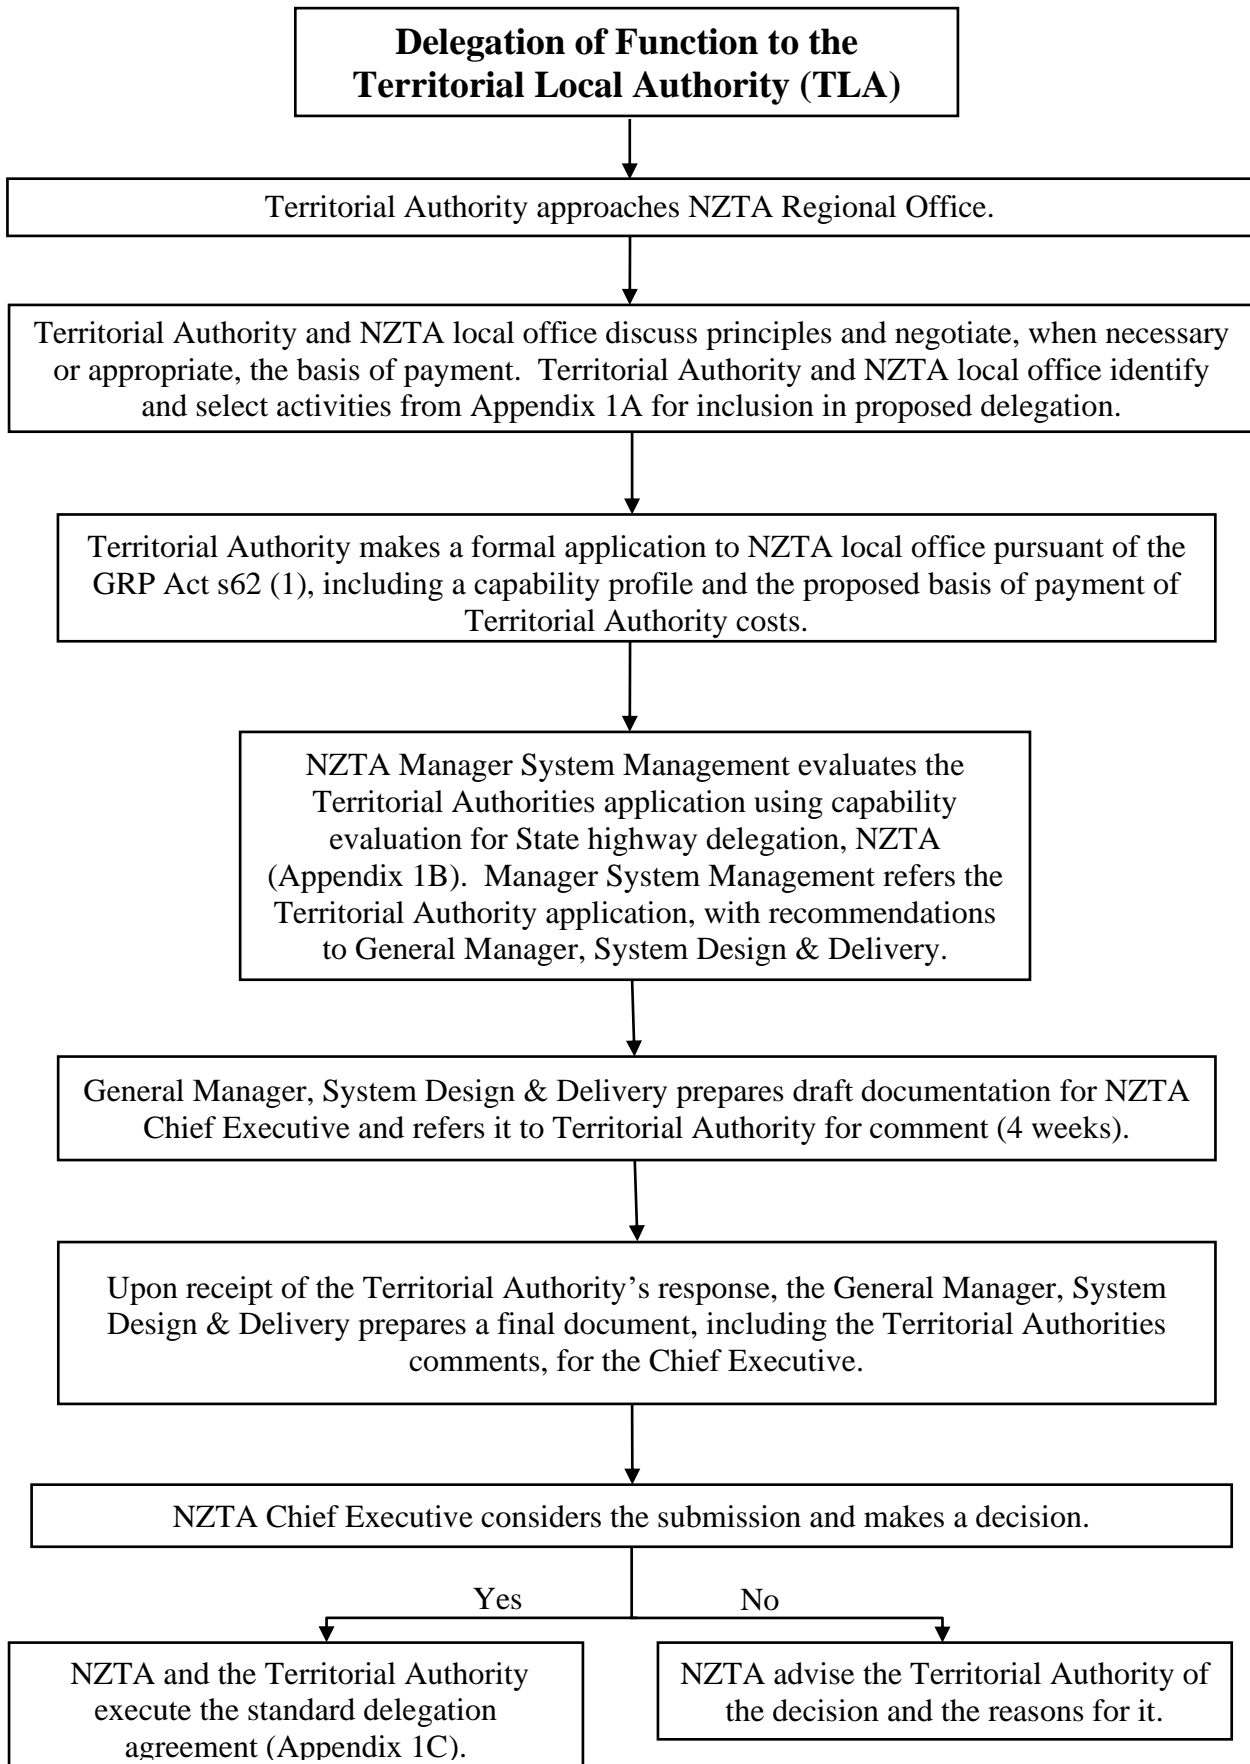 Delegation of Function to the
Territorial Local Authority (TLA)
Territorial Authority approaches NZTA Regional Office.
Territorial Authority and NZTA local office discuss principles and negotiate, when necessary
or appropriate, the basis of payment.  Territorial Authority and NZTA local office identify
and select activities from Appendix 1A for inclusion in proposed delegation.
Territorial Authority makes a formal application to NZTA local office pursuant of the
GRP Act s62 (1), including a capability profile and the proposed basis of payment of
Territorial Authority costs.
NZTA Manager System Management evaluates the
Territorial Authorities application using capability
evaluation for State highway delegation, NZTA
(Appendix 1B).  Manager System Management refers the
Territorial Authority application, with recommendations
to General Manager, System Design & Delivery.
General Manager, System Design & Delivery prepares draft documentation for NZTA
Chief Executive and refers it to Territorial Authority for comment (4 weeks).
Upon receipt of the Territorial Authority’s response, the General Manager, System
Design & Delivery prepares a final document, including the Territorial Authorities
comments, for the Chief Executive.
NZTA Chief Executive considers the submission and makes a decision.
Yes
No
NZTA and the Territorial Authority
execute the standard delegation
agreement (Appendix 1C).
NZTA advise the Territorial Authority of
the decision and the reasons for it.